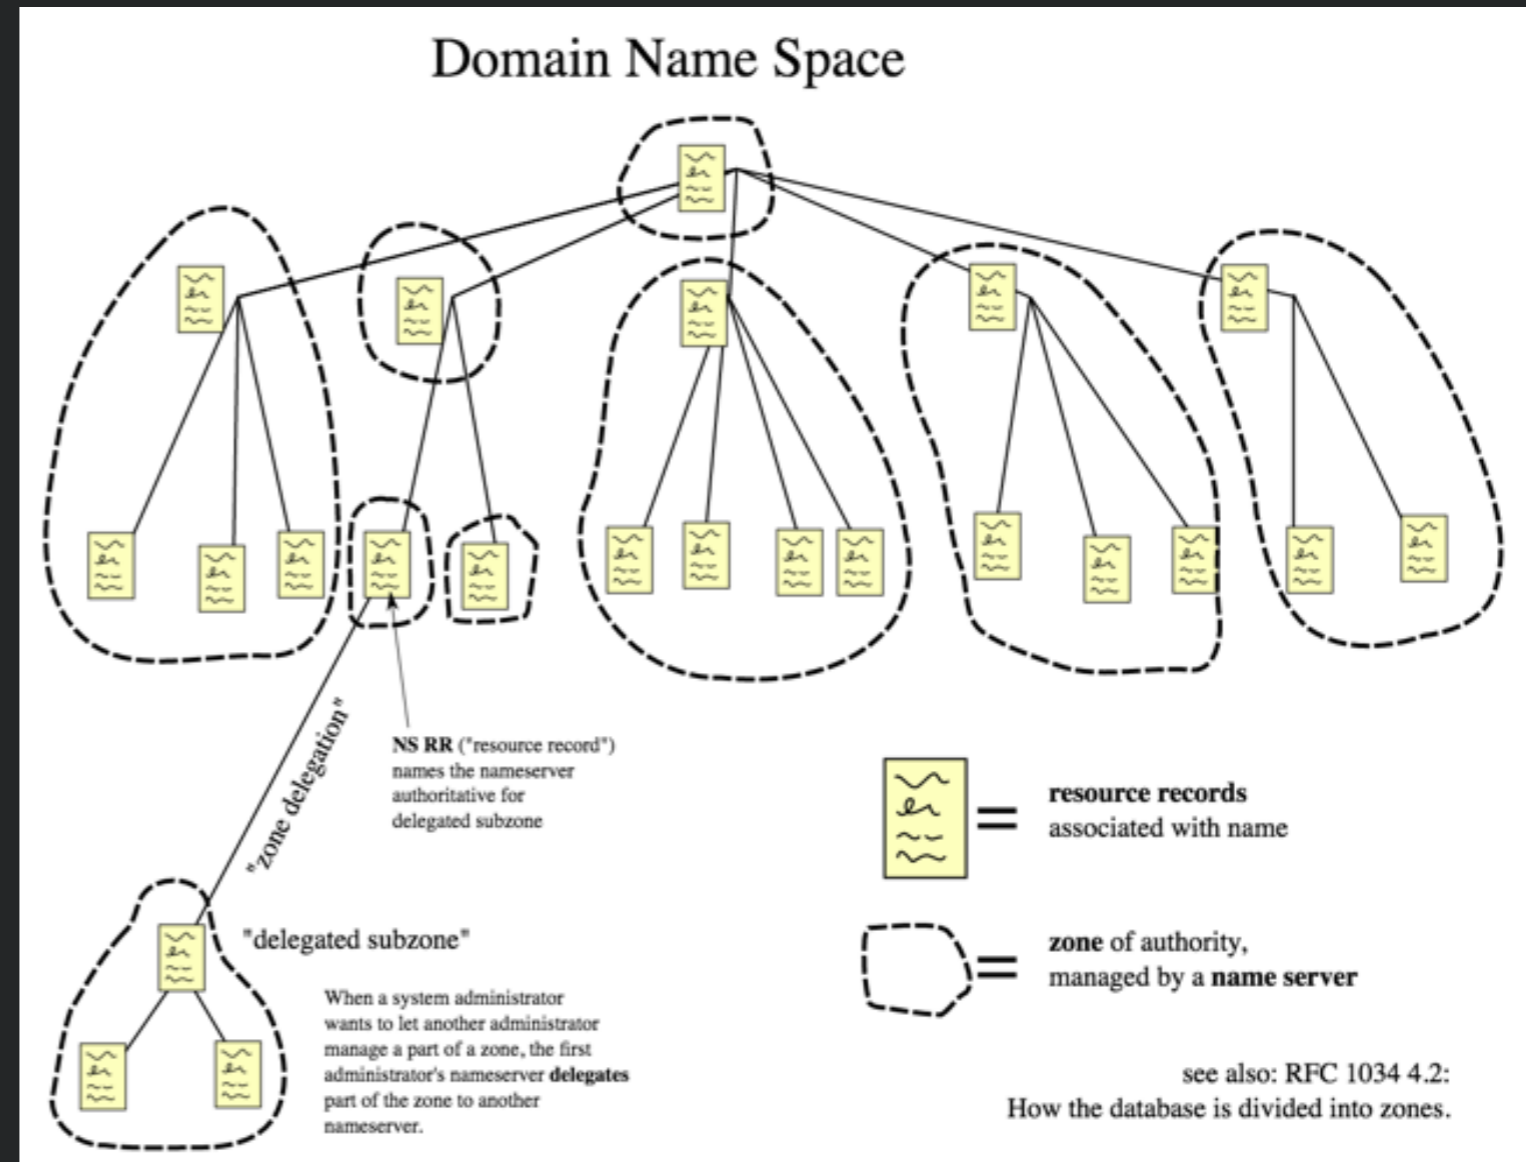 Domain Name Space
NS RR ("resource record")
names the nameserver
authoritative for
delegated subzone
"zone delegation"
resource records
associated with name
"delegated subzone"
zone of authority,
managed by a name server
When a system administrator
wants to let another administrator
manage a part of a zone, the first
administrator's nameserver delegates
part of the zone to another
nameserver.
see also: RFC 1034 4.2:
How the database is divided into zones.